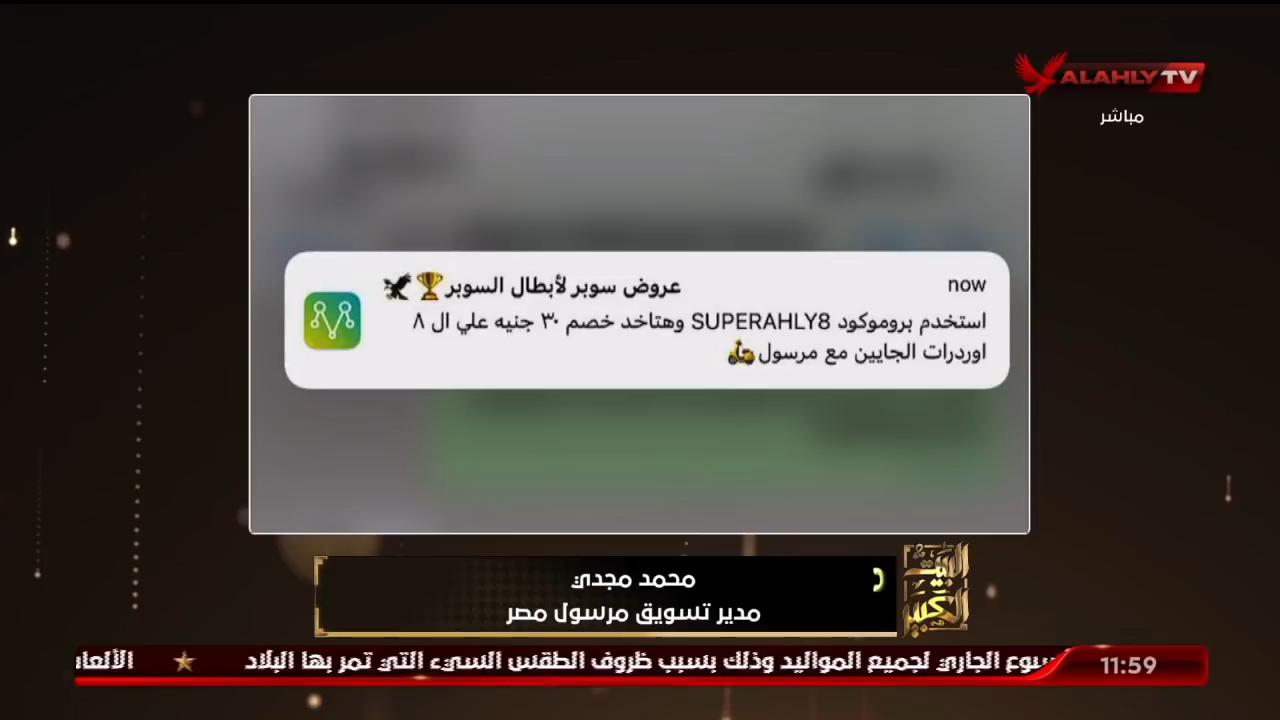 ALAHLY TV
مباشر
now
عروض سوبر لأبطال السوبر🏆🦅
استخدم بروموكود SUPERAHLY8 وهتاخد خصم ٣٠ جنيه علي ال ٨
اوردرات الجايين مع مرسول🛵
البيت الكبير
محمد مجدي
مدير تسويق مرسول مصر
11:59
الجاري لجميع المواليد وذلك بسبب ظروف الطقس السيء التي تمر بها البلاد